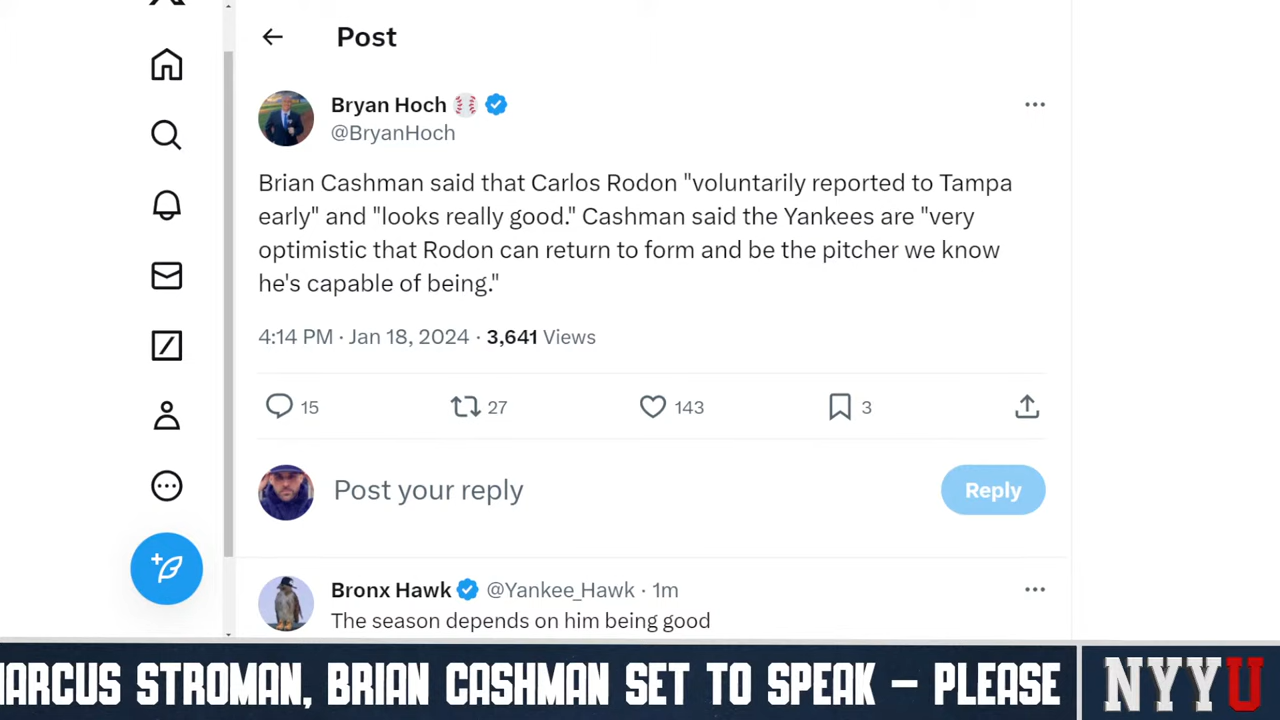 Post
Bryan Hoch
@BryanHoch
Brian Cashman said that Carlos Rodon "voluntarily reported to Tampa
early" and "looks really good." Cashman said the Yankees are "very
optimistic that Rodon can return to form and be the pitcher we know
he's capable of being."
4:14 PM · Jan 18, 2024 · 3,641 Views
15 27 143 3
Post your reply
Reply
Bronx Hawk @Yankee_Hawk · 1m
The season depends on him being good
MARCUS STROMAN, BRIAN CASHMAN SET TO SPEAK – PLEASE
NYYU